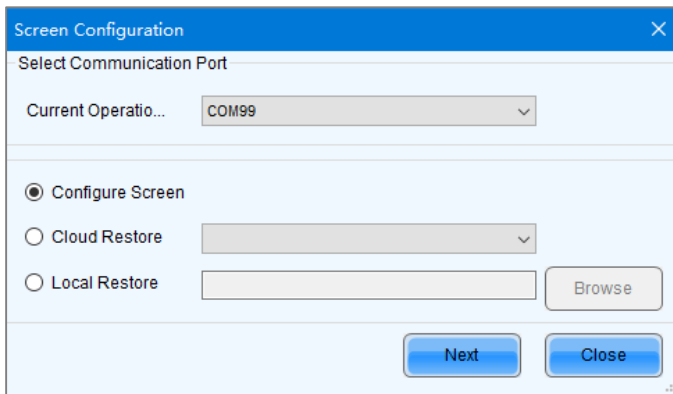 Screen Configuration
Select Communication Port
Current Operatio... COM99
Configure Screen
Cloud Restore
Local Restore Browse
Next Close